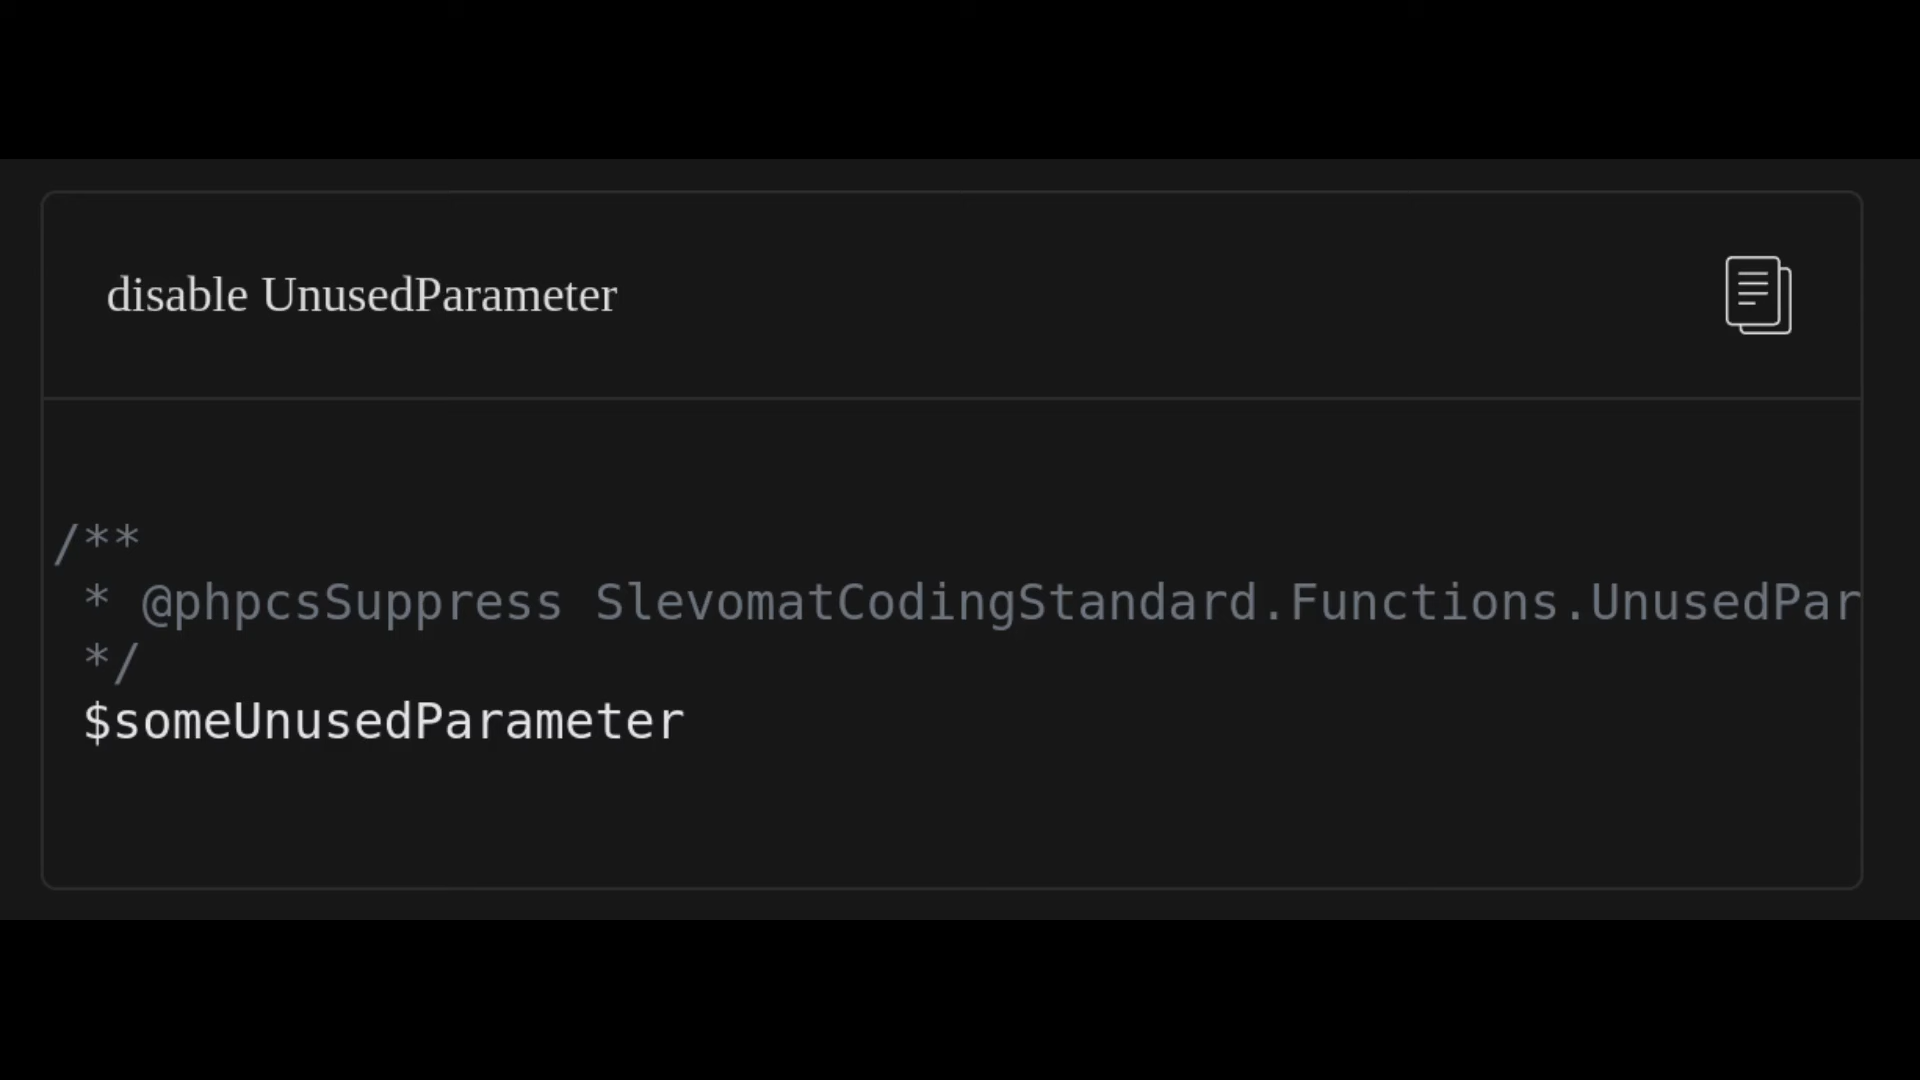 disable UnusedParameter
/**
* @phpcsSuppress SlevomatCodingStandard.Functions.UnusedPar
*/
$someUnusedParameter